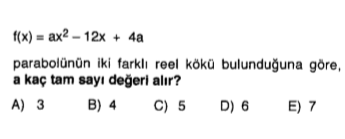 f(x) = ax² – 12x + 4a
parabolünün iki farklı reel kökü bulunduğuna göre,
a kaç tam sayı değeri alır?
A) 3 B) 4 C) 5 D) 6 E) 7